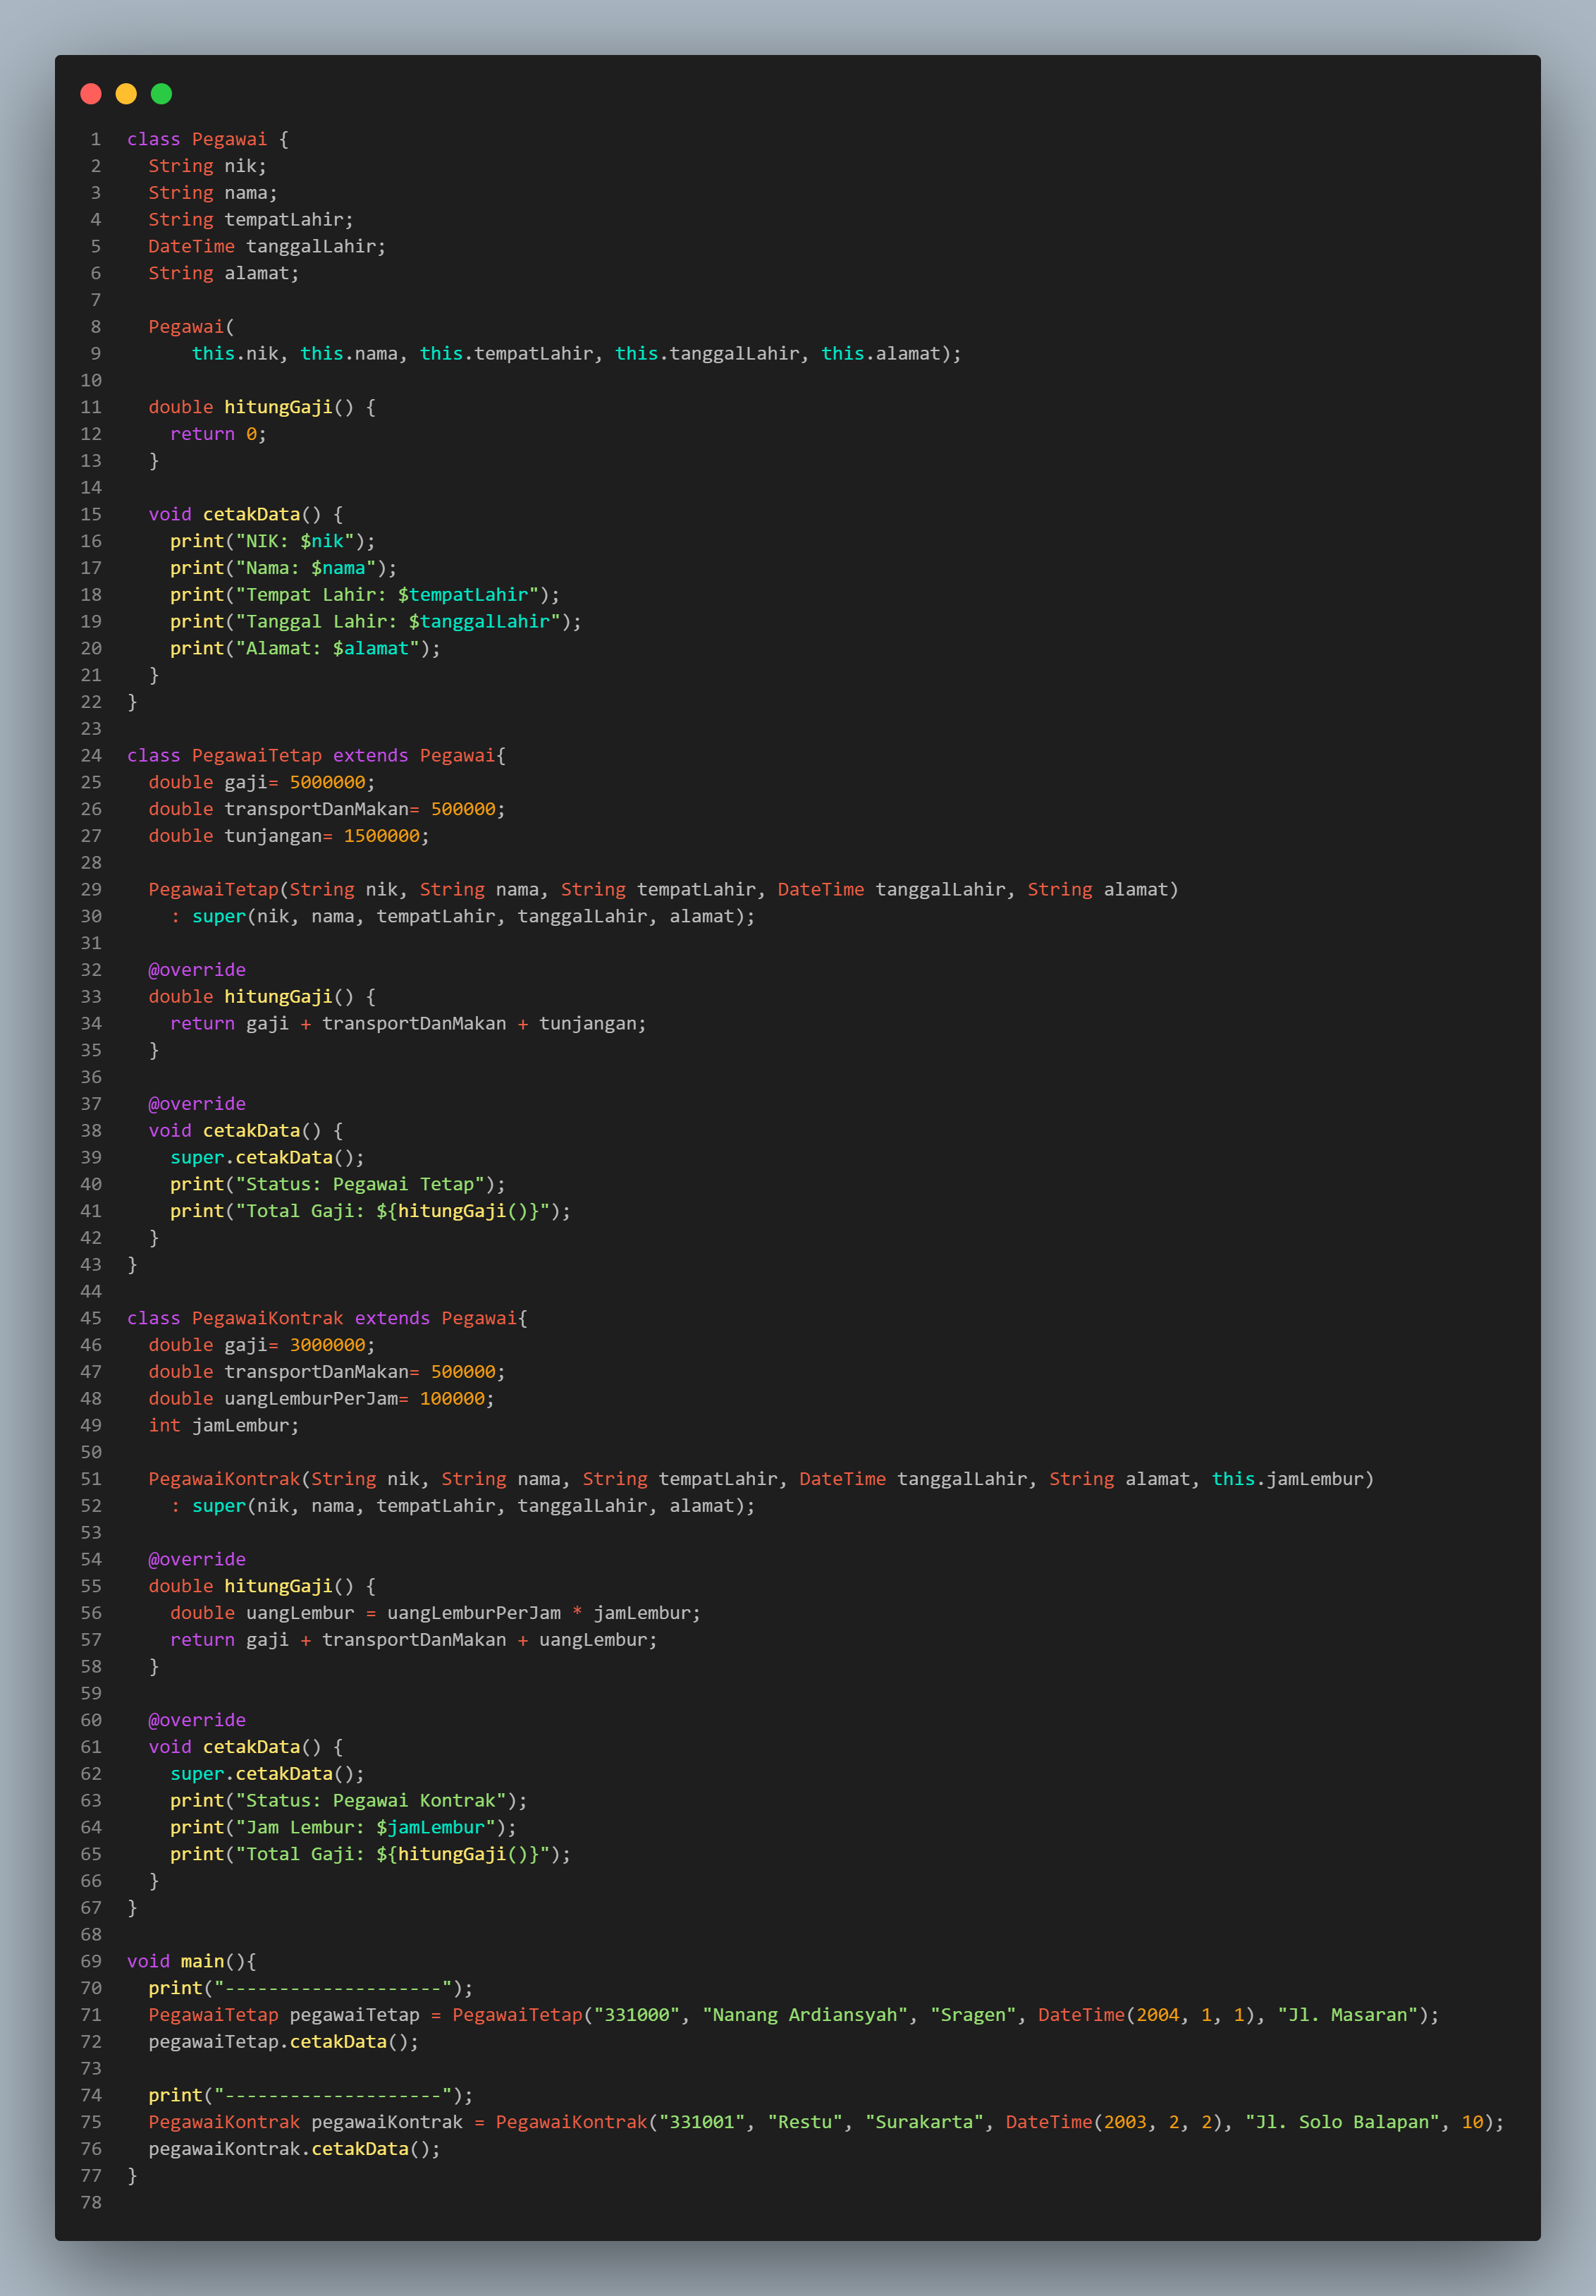 1 class Pegawai {
2   String nik;
3   String nama;
4   String tempatLahir;
5   DateTime tanggalLahir;
6   String alamat;
7
8   Pegawai(
9       this.nik, this.nama, this.tempatLahir, this.tanggalLahir, this.alamat);
10
11   double hitungGaji() {
12     return 0;
13   }
14
15   void cetakData() {
16     print("NIK: $nik");
17     print("Nama: $nama");
18     print("Tempat Lahir: $tempatLahir");
19     print("Tanggal Lahir: $tanggalLahir");
20     print("Alamat: $alamat");
21   }
22 }
23
24 class PegawaiTetap extends Pegawai{
25   double gaji= 5000000;
26   double transportDanMakan= 500000;
27   double tunjangan= 1500000;
28
29   PegawaiTetap(String nik, String nama, String tempatLahir, DateTime tanggalLahir, String alamat)
30     : super(nik, nama, tempatLahir, tanggalLahir, alamat);
31
32   @override
33   double hitungGaji() {
34     return gaji + transportDanMakan + tunjangan;
35   }
36
37   @override
38   void cetakData() {
39     super.cetakData();
40     print("Status: Pegawai Tetap");
41     print("Total Gaji: ${hitungGaji()}");
42   }
43 }
44
45 class PegawaiKontrak extends Pegawai{
46   double gaji= 3000000;
47   double transportDanMakan= 500000;
48   double uangLemburPerJam= 100000;
49   int jamLembur;
50
51   PegawaiKontrak(String nik, String nama, String tempatLahir, DateTime tanggalLahir, String alamat, this.jamLembur)
52     : super(nik, nama, tempatLahir, tanggalLahir, alamat);
53
54   @override
55   double hitungGaji() {
56     double uangLembur = uangLemburPerJam * jamLembur;
57     return gaji + transportDanMakan + uangLembur;
58   }
59
60   @override
61   void cetakData() {
62     super.cetakData();
63     print("Status: Pegawai Kontrak");
64     print("Jam Lembur: $jamLembur");
65     print("Total Gaji: ${hitungGaji()}");
66   }
67 }
68
69 void main(){
70   print("--------------------");
71   PegawaiTetap pegawaiTetap = PegawaiTetap("331000", "Nanang Ardiansyah", "Sragen", DateTime(2004, 1, 1), "Jl. Masaran");
72   pegawaiTetap.cetakData();
73
74   print("--------------------");
75   PegawaiKontrak pegawaiKontrak = PegawaiKontrak("331001", "Restu", "Surakarta", DateTime(2003, 2, 2), "Jl. Solo Balapan", 10);
76   pegawaiKontrak.cetakData();
77 }
78